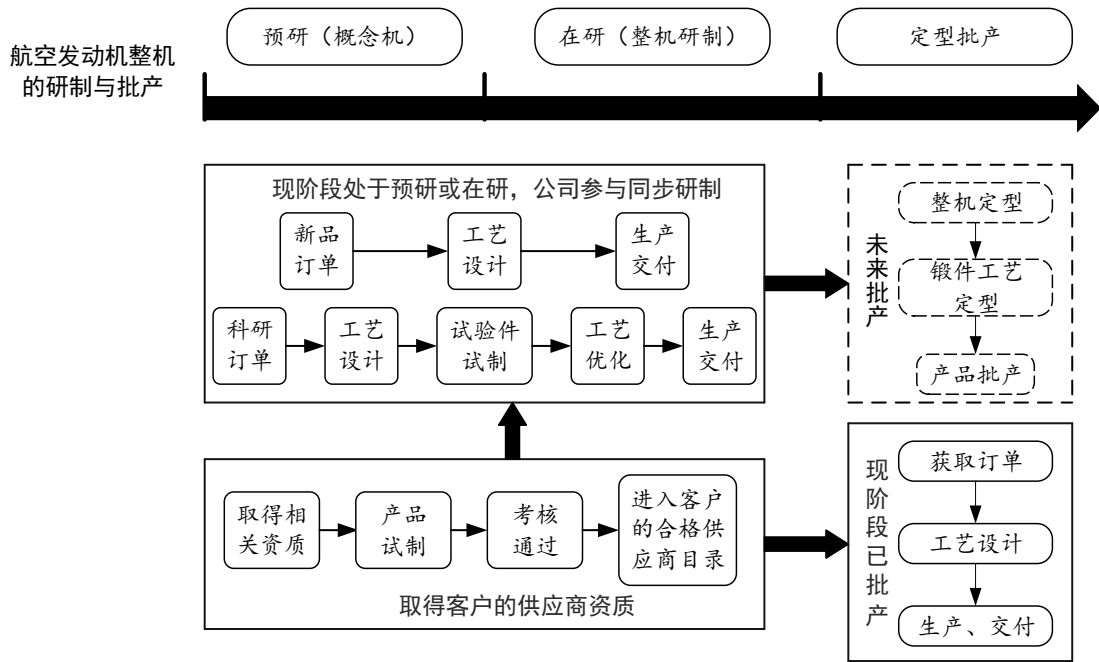 航空发动机整机
的研制与批产
预研（概念机）
在研（整机研制）
定型批产
现阶段处于预研或在研，公司参与同步研制
新品
订单
工艺
设计
生产
交付
科研
订单
工艺
设计
试验件
试制
工艺
优化
生产
交付
未来批产
整机定型
锻件工艺
定型
产品批产
取得相
关资质
产品
试制
考核
通过
进入客户
的合格供
应商目录
取得客户的供应商资质
现阶段已批产
获取订单
工艺设计
生产、交付